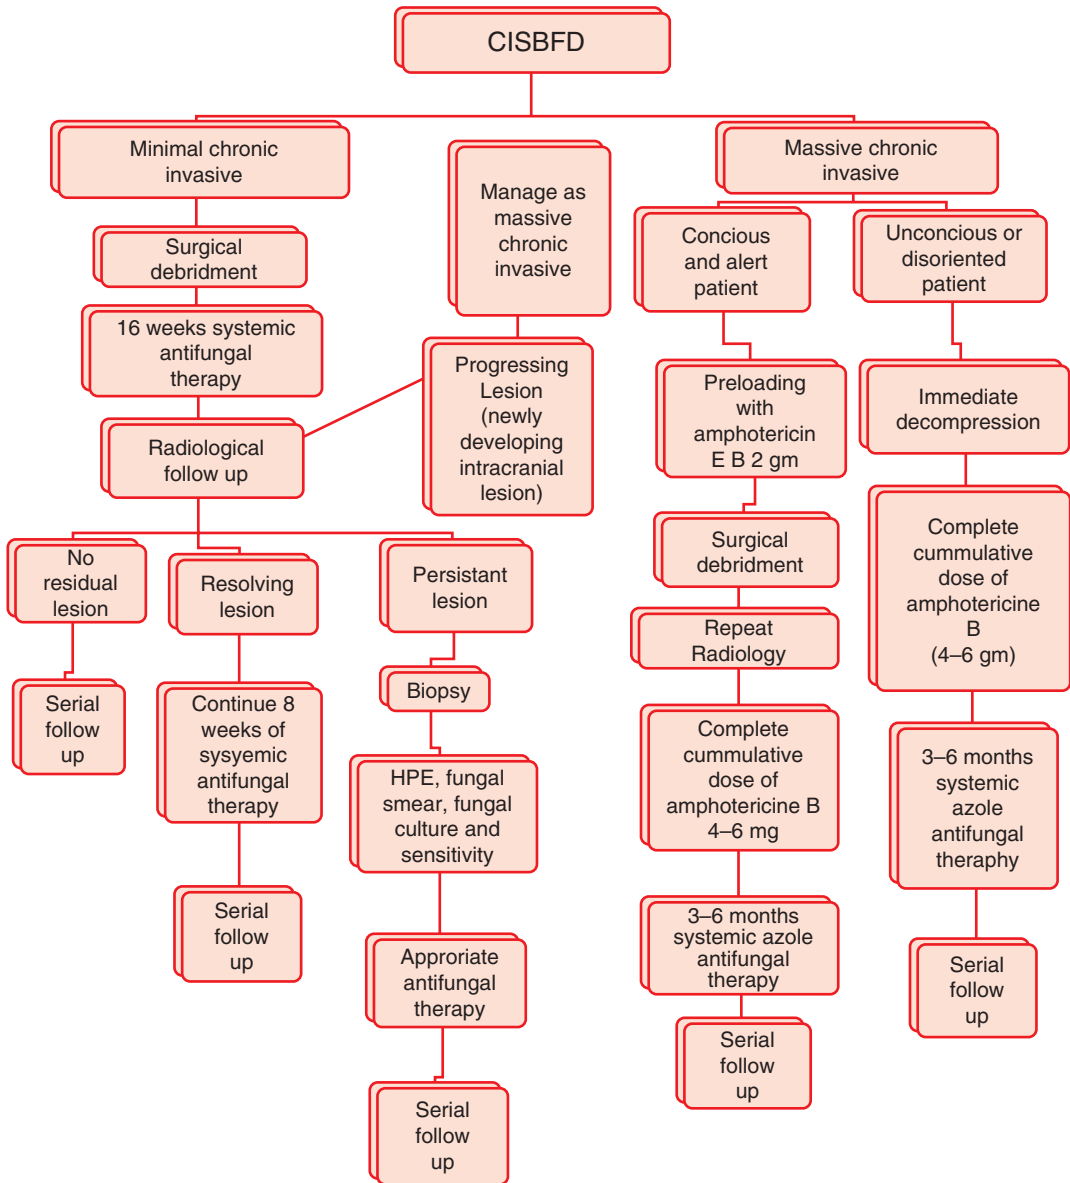 CISBFD
Minimal chronic
invasive
Surgical
debridment
16 weeks systemic
antifungal
therapy
Radiological
follow up
Manage as
massive
chronic
invasive
Progressing
Lesion
(newly
developing
intracranial
lesion)
No
residual
lesion
Serial
follow
up
Resolving
lesion
Continue 8
weeks of
sysyemic
antifungal
therapy
Serial
follow
up
Persistant
lesion
Biopsy
HPE, fungal
smear, fungal
culture and
sensitivity
Approriate
antifungal
therapy
Serial
follow
up
Massive chronic
invasive
Concious
and alert
patient
Preloading
with
amphotericin
E B 2 gm
Surgical
debridment
Repeat
Radiology
Complete
cummulative
dose of
amphotericine B
4–6 mg
3–6 months
systemic azole
antifungal
therapy
Serial
follow
up
Unconcious or
disoriented
patient
Immediate
decompression
Complete
cummulative
dose of
amphotericine
B
(4–6 gm)
3–6 months
systemic
azole
antifungal
theraphy
Serial
follow
up